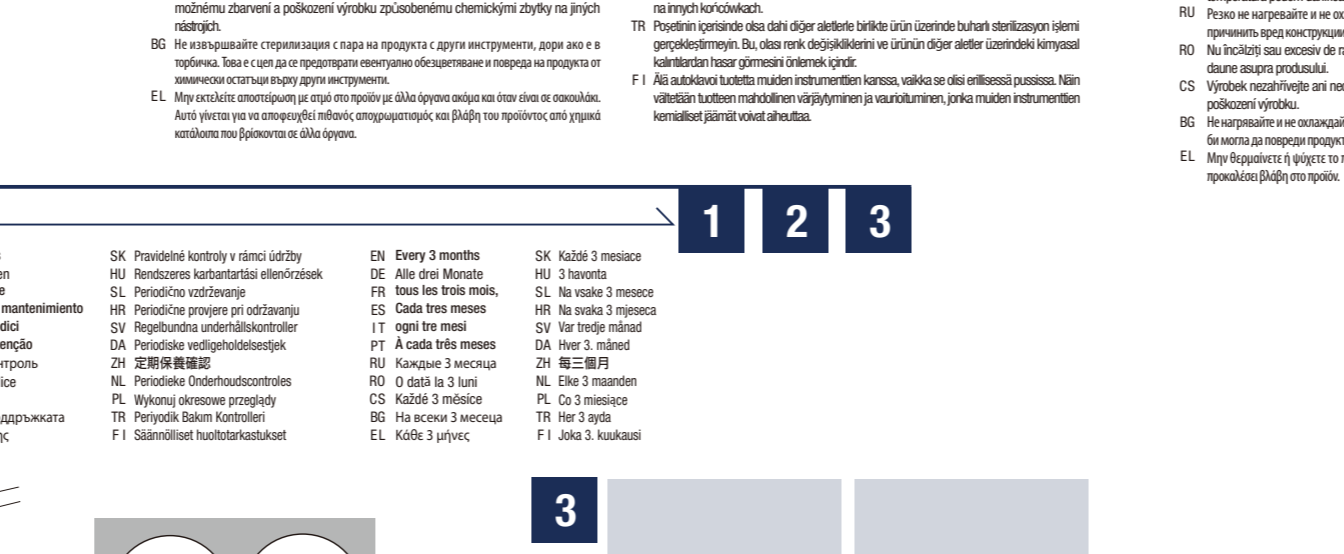 možnému zbarvení a poškození výrobku způsobenému chemickými zbytky na jiných
nástrojích.
BG Не извършвайте стерилизация с пара на продукта с други инструменти, дори ако е в
торбичка. Това е с цел да се предотврати евентуално обезцветяване и повреда на продукта от
химически остатъци върху други инструменти.
EL Μην εκτελείτε αποστείρωση με ατμό στο προϊόν με άλλα όργανα ακόμα και όταν είναι σε σακουλάκι.
Αυτό γίνεται για να αποφευχθεί πιθανός αποχρωματισμός και βλάβη του προϊόντος από χημικά
κατάλοιπα που βρίσκονται σε άλλα όργανα.
na innych końcówkach.
TR Poşetinin içerisinde olsa dahi diğer aletlerle birlikte ürün üzerinde buharlı sterilizasyon işlemi
gerçekleştirmeyin. Bu, olası renk değişikliklerini ve ürünün diğer aletler üzerindeki kimyasal
kalıntılardan hasar görmesini önlemek içindir.
FI Älä autoklavoi tuotetta muiden instrumenttien kanssa, vaikka se olisi erillisessä pussissa. Näin
vältetään tuotteen mahdollinen värjäytyminen ja vaurioituminen, jonka muiden instrumenttien
kemialliset jäämät voivat aiheuttaa.
RU Резко не нагревайте и не ох
причинить вред конструкции
RO Nu încălziți sau excesiv de ra
daune asupra produsului.
CS Výrobek nezahřívejte ani ned
poškození výrobku.
BG Не нагрявайте и не охлаждай
би могла да повреди продукт
EL Μην θερμαίνετε ή ψύχετε το π
προκαλέσει βλάβη στο προϊόν.
1 2 3
en
e
mantenimiento
dici
enção
нтроль
ice
оддръжката
ης
SK Pravidelné kontroly v rámci údržby
HU Rendszeres karbantartási ellenőrzések
SL Periodično vzdrževanje
HR Periodične provjere pri održavanju
SV Regelbundna underhållskontroller
DA Periodiske vedligeholdelsestjek
ZH 定期保養確認
NL Periodieke Onderhoudscontroles
PL Wykonuj okresowe przeglądy
TR Periyodik Bakım Kontrolleri
FI Säännölliset huoltotarkastukset
EN Every 3 months
DE Alle drei Monate
FR tous les trois mois,
ES Cada tres meses
IT ogni tre mesi
PT À cada três meses
RU Каждые 3 месяца
RO O dată la 3 luni
CS Každé 3 měsíce
BG На всеки 3 месеца
EL Κάθε 3 μήνες
SK Každé 3 mesiace
HU 3 havonta
SL Na vsake 3 mesece
HR Na svaka 3 mjeseca
SV Var tredje månad
DA Hver 3. måned
ZH 每三個月
NL Elke 3 maanden
PL Co 3 miesiące
TR Her 3 ayda
FI Joka 3. kuukausi
3